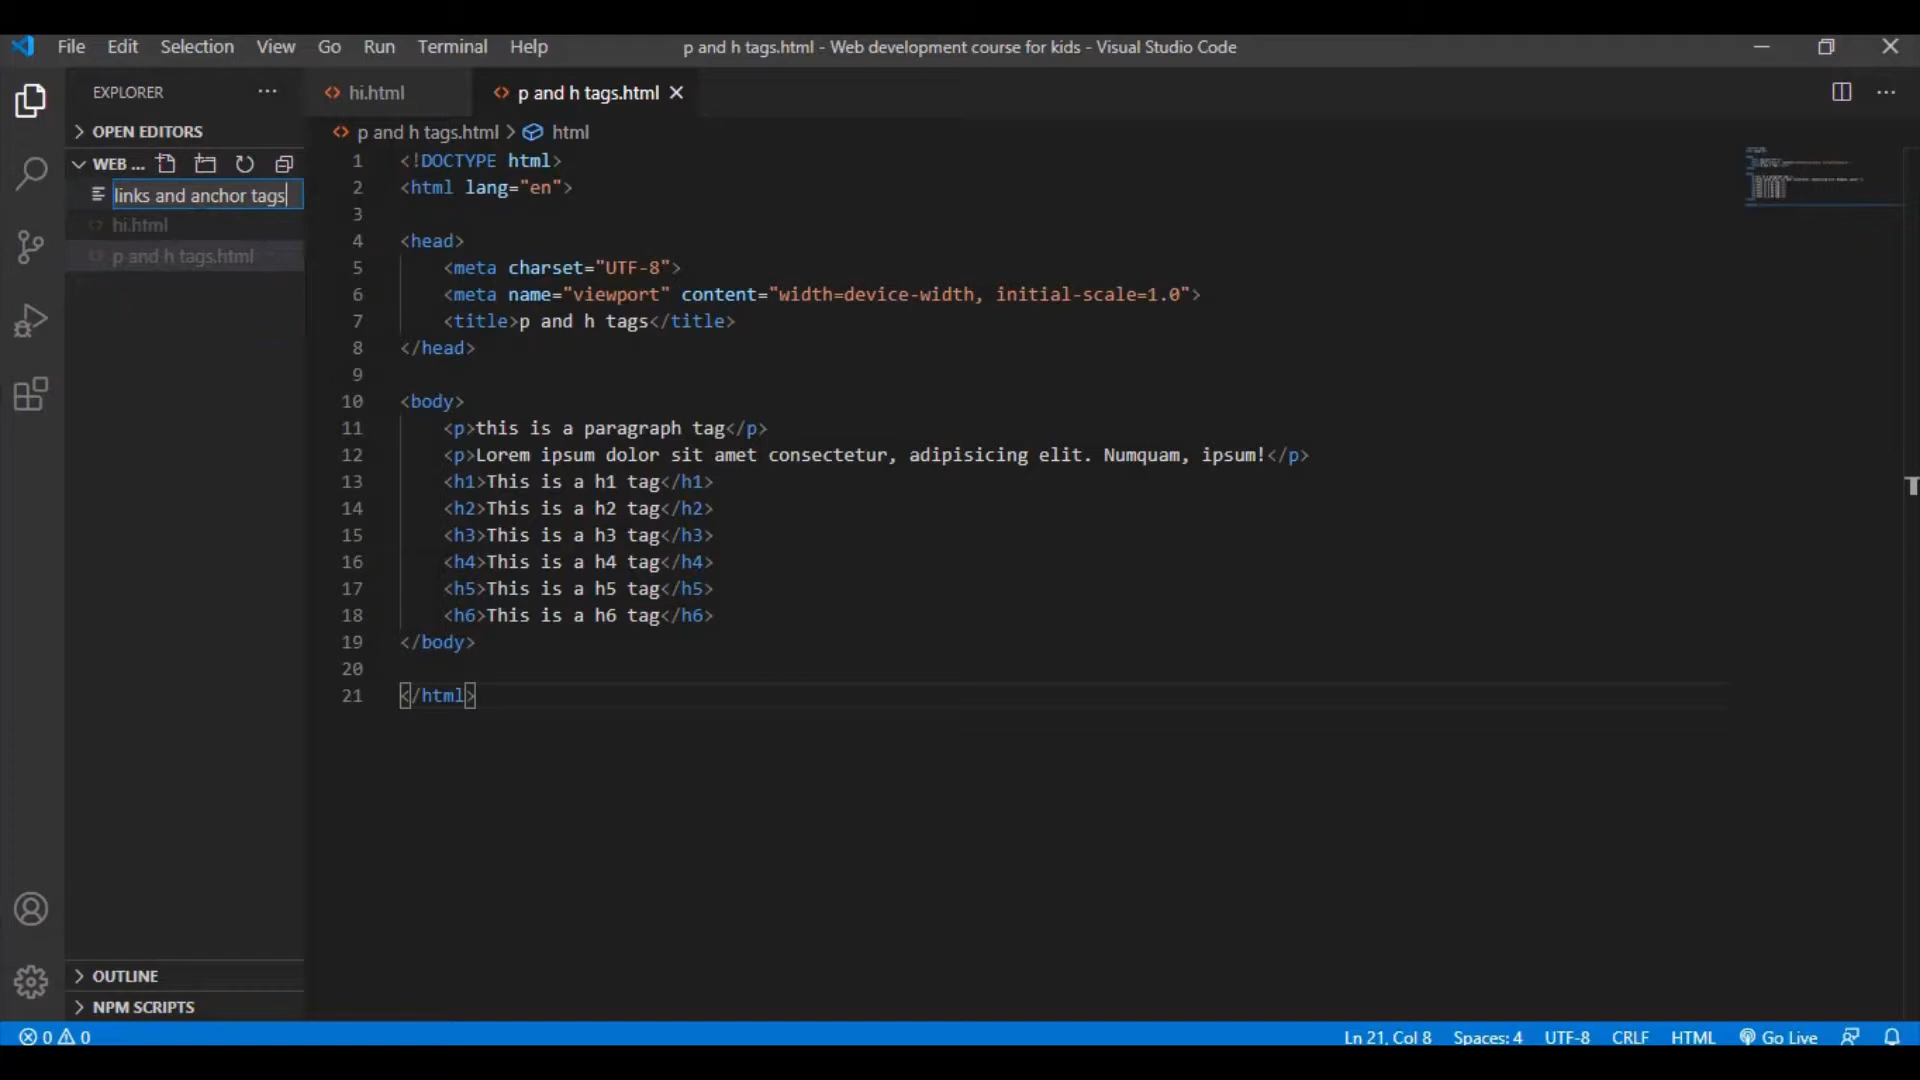 File Edit Selection View Go Run Terminal Help p and h tags.html - Web development course for kids - Visual Studio Code
EXPLORER
hi.html
p and h tags.html
OPEN EDITORS
p and h tags.html > html
WEB ...
links and anchor tags
hi.html
p and h tags.html
1 <!DOCTYPE html>
2 <html lang="en">
3
4 <head>
5 <meta charset="UTF-8">
6 <meta name="viewport" content="width=device-width, initial-scale=1.0">
7 <title>p and h tags</title>
8 </head>
9
10 <body>
11 <p>this is a paragraph tag</p>
12 <p>Lorem ipsum dolor sit amet consectetur, adipisicing elit. Numquam, ipsum!</p>
13 <h1>This is a h1 tag</h1>
14 <h2>This is a h2 tag</h2>
15 <h3>This is a h3 tag</h3>
16 <h4>This is a h4 tag</h4>
17 <h5>This is a h5 tag</h5>
18 <h6>This is a h6 tag</h6>
19 </body>
20
21 </html>
OUTLINE
NPM SCRIPTS
0 0 Ln 21, Col 8 Spaces: 4 UTF-8 CRLF HTML Go Live